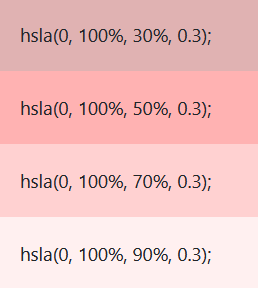 hsla(0, 100%, 30%, 0.3);
hsla(0, 100%, 50%, 0.3);
hsla(0, 100%, 70%, 0.3);
hsla(0, 100%, 90%, 0.3);